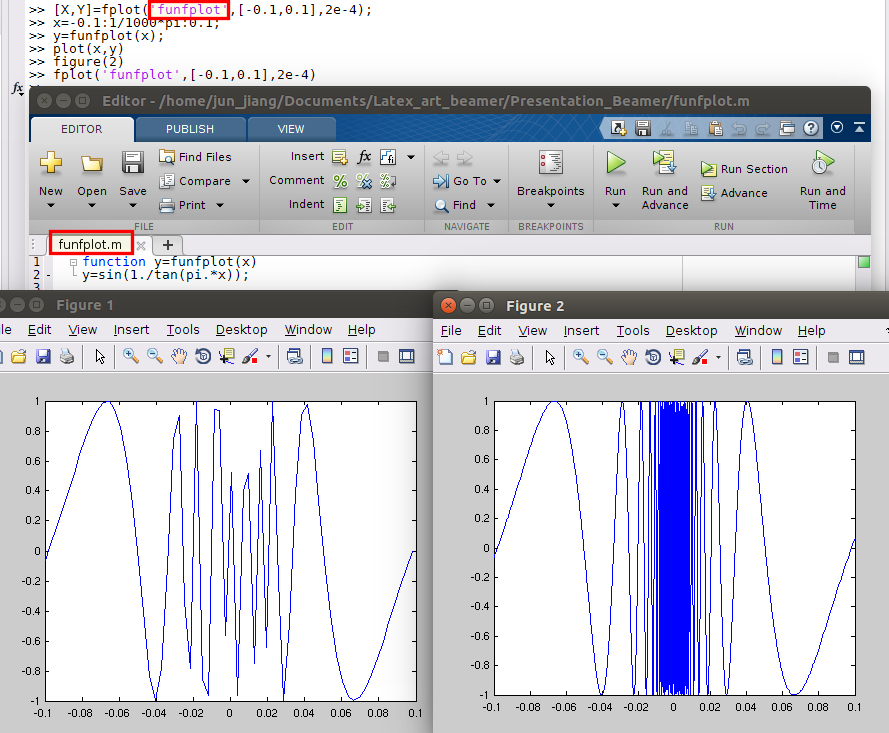 >> [X,Y]=fplot('funfplot',[-0.1,0.1],2e-4);
>> x=-0.1:1/1000*pi:0.1;
>> y=funfplot(x);
>> plot(x,y)
>> figure(2)
>> fplot('funfplot',[-0.1,0.1],2e-4)
fx
Editor - /home/jun_jiang/Documents/Latex_art_beamer/Presentation_Beamer/funfplot.m
EDITOR PUBLISH VIEW
Find Files Insert fx Run Section
Compare Comment Go To Advance
Print Indent Find
New Open Save Breakpoints Run Run and Advance Run and Time
FILE EDIT NAVIGATE BREAKPOINTS RUN
funfplot.m
1 function y=funfplot(x)
2 - y=sin(1./tan(pi.*x));
3
Figure 1
le Edit View Insert Tools Desktop Window Help
1
0.8
0.6
0.4
0.2
0
-0.2
-0.4
-0.6
-0.8
-1
-0.1 -0.08 -0.06 -0.04 -0.02 0 0.02 0.04 0.06 0.08 0.1
Figure 2
File Edit View Insert Tools Desktop Window Help
1
0.8
0.6
0.4
0.2
0
-0.2
-0.4
-0.6
-0.8
-1
-0.1 -0.08 -0.06 -0.04 -0.02 0 0.02 0.04 0.06 0.08 0.1